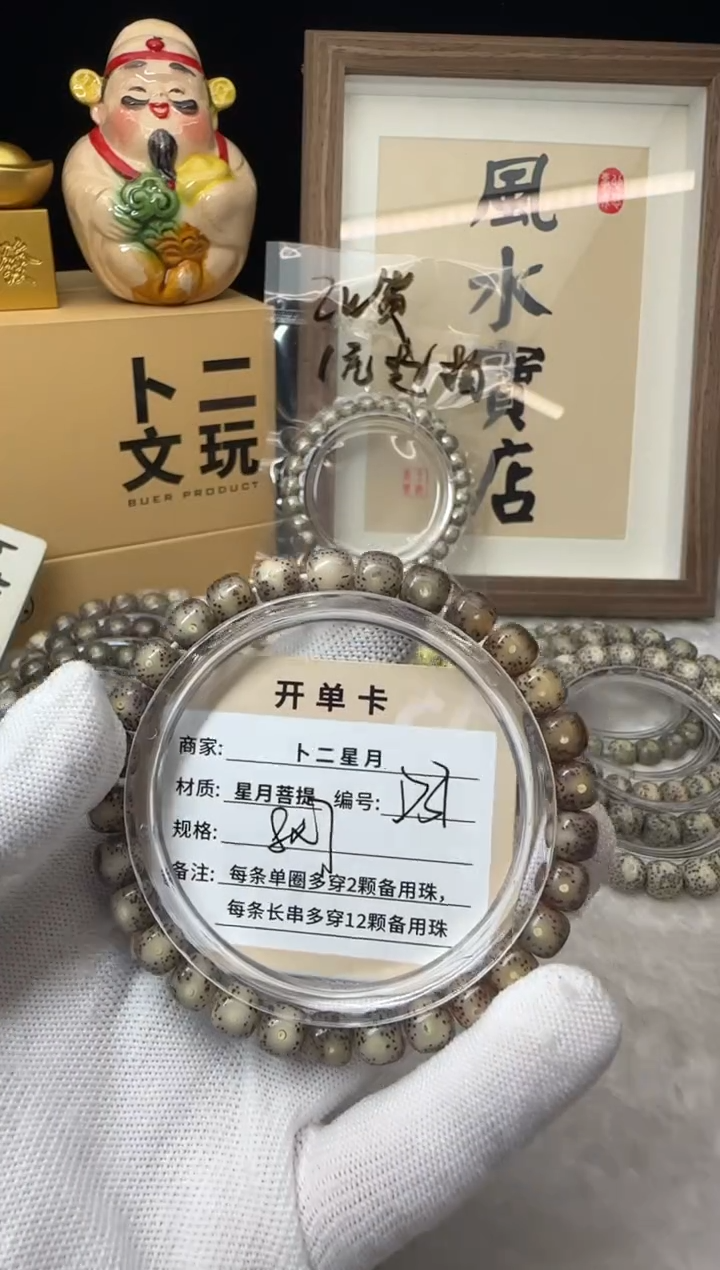 風水寶店
卜二
文玩
BUER PRODUCT
开单卡
商家: 卜二星月
材质: 星月菩提 编号:
规格:
备注: 每条单圈多穿2颗备用珠,
每条长串多穿12颗备用珠